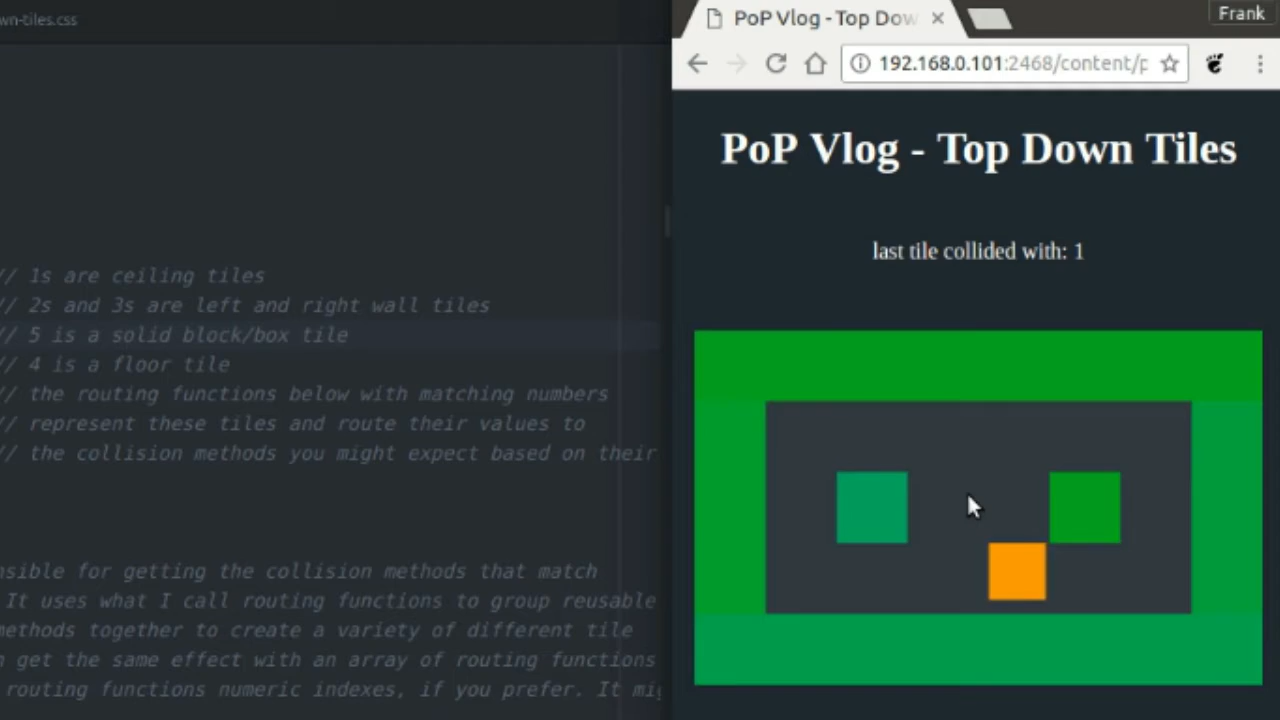 wn-tiles.css
// 1s are ceiling tiles
// 2s and 3s are left and right wall tiles
// 5 is a solid block/box tile
// 4 is a floor tile
// the routing functions below with matching numbers
// represent these tiles and route their values to
// the collision methods you might expect based on their
nsible for getting the collision methods that match
It uses what I call routing functions to group reusable
methods together to create a variety of different tile
n get the same effect with an array of routing functions
routing functions numeric indexes, if you prefer. It mig
PoP Vlog - Top Dow
Frank
192.168.0.101:2468/content/p
PoP Vlog - Top Down Tiles
last tile collided with: 1